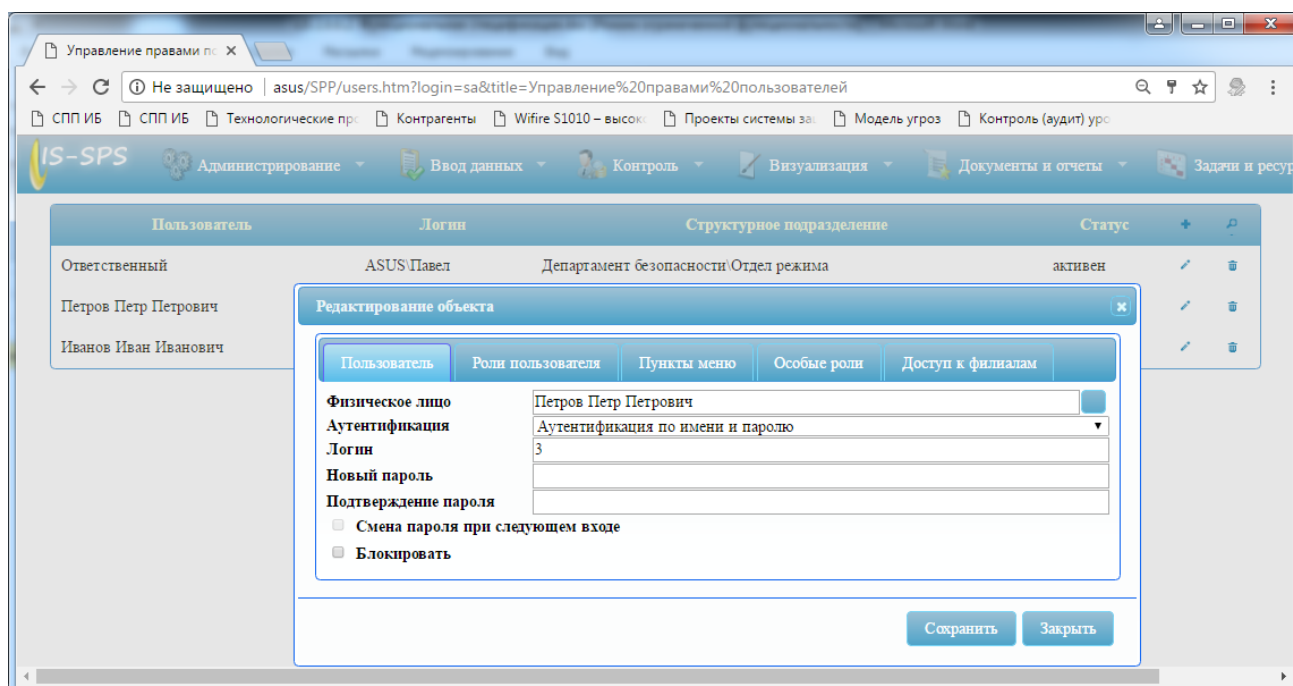 Управление правами по
Не защищено | asus/SPP/users.htm?login=sa&title=Управление%20правами%20пользователей
СПП ИБ СПП ИБ Технологические про Контрагенты Wifire S1010 – высоко Проекты системы за Модель угроз Контроль (аудит) уро
IS-SPS Администрирование Ввод данных Контроль Визуализация Документы и отчеты Задачи и ресур
Пользователь Логин Структурное подразделение Статус
Ответственный ASUS\Павел Департамент безопасности\Отдел режима активен
Петров Петр Петрович
Иванов Иван Иванович
Редактирование объекта
Пользователь Роли пользователя Пункты меню Особые роли Доступ к филиалам
Физическое лицо Петров Петр Петрович
Аутентификация Аутентификация по имени и паролю
Логин 3
Новый пароль
Подтверждение пароля
Смена пароля при следующем входе
Блокировать
Сохранить Закрыть